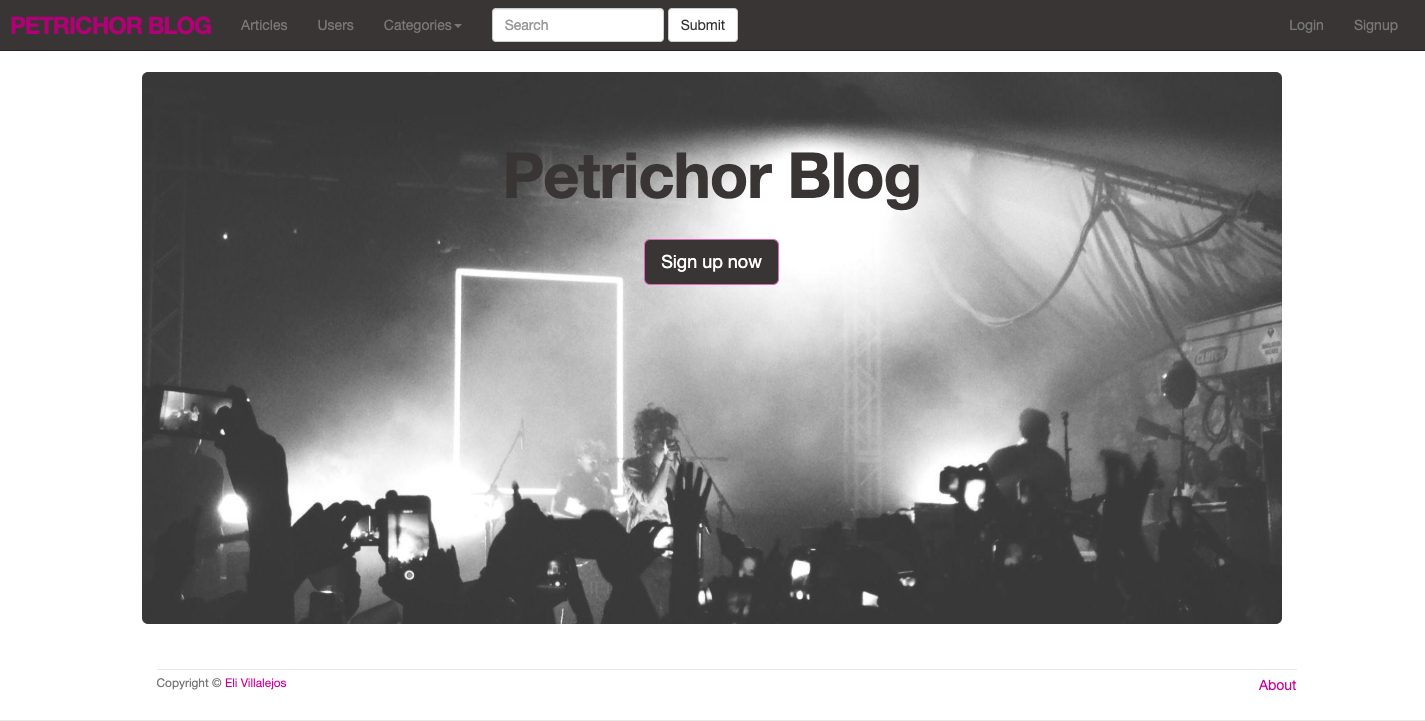 PETRICHOR BLOG Articles Users Categories Search Submit Login Signup
Petrichor Blog
Sign up now
Copyright © Eli Villalejos About